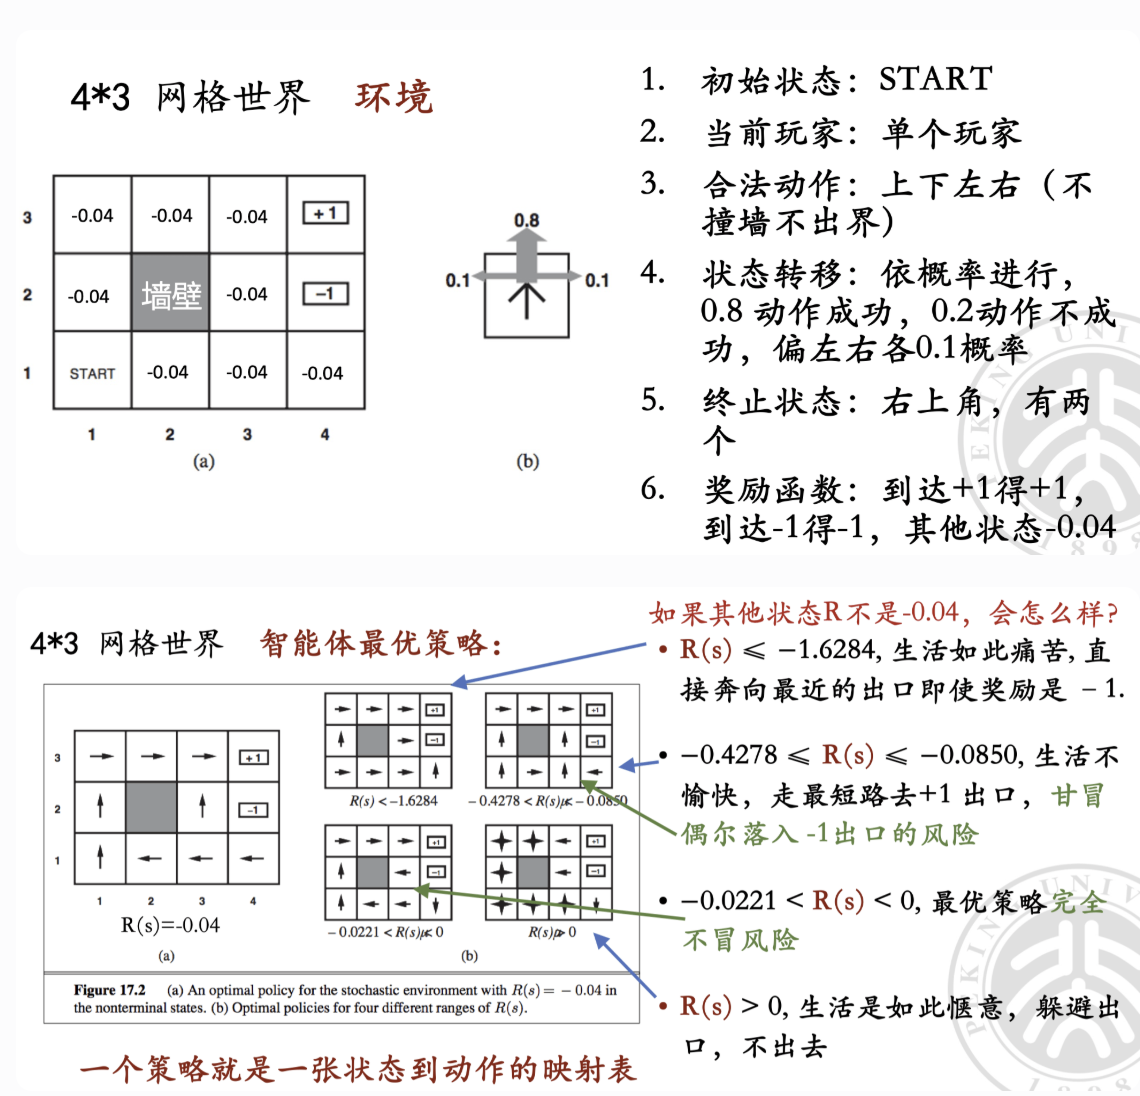 4*3 网格世界 环境
3
-0.04
-0.04
-0.04
+1
2
-0.04
墙壁
-0.04
−1
1
START
-0.04
-0.04
-0.04
1
2
3
4
(a)
0.8
0.1
0.1
(b)
1. 初始状态：START
2. 当前玩家：单个玩家
3. 合法动作：上下左右（不
撞墙不出界）
4. 状态转移：依概率进行，
0.8 动作成功，0.2动作不成
功，偏左右各0.1概率
5. 终止状态：右上角，有两
个
6. 奖励函数：到达+1得+1，
到达-1得-1，其他状态-0.04
PEKING UNI
1898
4*3 网格世界 智能体最优策略：
如果其他状态R不是-0.04，会怎么样?
• R(s) ⩽ −1.6284, 生活如此痛苦, 直
接奔向最近的出口即使奖励是 − 1.
• −0.4278 ⩽ R(s) ⩽ −0.0850, 生活不
愉快，走最短路去+1 出口，甘冒
偶尔落入 -1出口的风险
• −0.0221 < R(s) < 0, 最优策略完全
不冒风险
• R(s) > 0, 生活是如此惬意，躲避出
口，不出去
3
+1
2
−1
1
1
2
3
4
R(s)=-0.04
(a)
+1
−1
R(s) < −1.6284
+1
−1
− 0.4278 < R(s) < − 0.0850
+1
−1
− 0.0221 < R(s) < 0
+1
−1
R(s) > 0
(b)
Figure 17.2 (a) An optimal policy for the stochastic environment with R(s) = − 0.04 in
the nonterminal states. (b) Optimal policies for four different ranges of R(s).
一个策略就是一张状态到动作的映射表
PEKING UNIV
1898